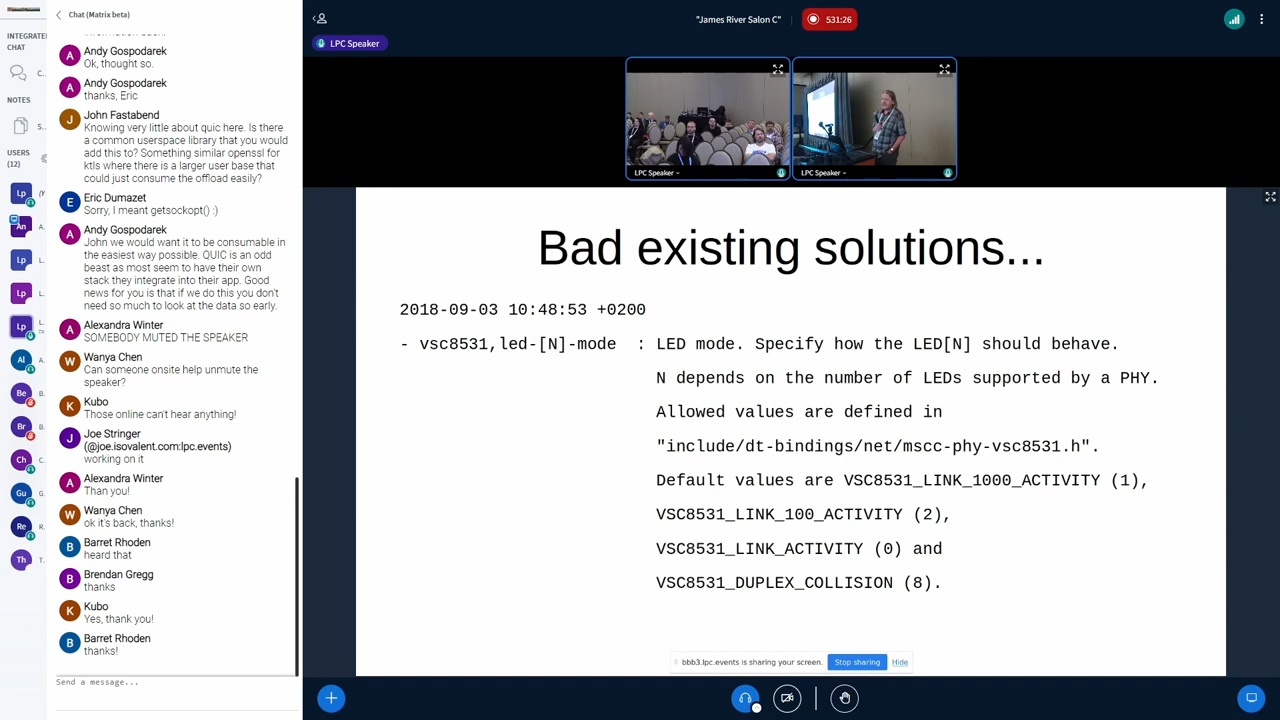 Chat (Matrix beta)
INTEGRATE
CHAT
C...
NOTES
S...
USERS
(12)
Andy Gospodarek
Ok, thought so.
Andy Gospodarek
thanks, Eric
John Fastabend
Knowing very little about quic here. Is there
a common userspace library that you would
add this to? Something similar openssl for
ktls where there is a larger user base that
could just consume the offload easily?
Eric Dumazet
Sorry, I meant getsockopt() :)
Andy Gospodarek
John we would want it to be consumable in
the easiest way possible. QUIC is an odd
beast as most seem to have their own
stack they integrate into their app. Good
news for you is that if we do this you don't
need so much to look at the data so early.
Alexandra Winter
SOMEBODY MUTED THE SPEAKER
Wanya Chen
Can someone onsite help unmute the
speaker?
Kubo
Those online can't hear anything!
Joe Stringer
(@joe.isovalent.com:lpc.events)
working on it
Alexandra Winter
Than you!
Wanya Chen
ok it's back, thanks!
Barret Rhoden
heard that
Brendan Gregg
thanks
Kubo
Yes, thank you!
Barret Rhoden
thanks!
Send a message...
"James River Salon C"
531:26
LPC Speaker
LPC Speaker
LPC Speaker
Bad existing solutions...
2018-09-03 10:48:53 +0200
- vsc8531,led-[N]-mode : LED mode. Specify how the LED[N] should behave.
N depends on the number of LEDs supported by a PHY.
Allowed values are defined in
"include/dt-bindings/net/mscc-phy-vsc8531.h".
Default values are VSC8531_LINK_1000_ACTIVITY (1),
VSC8531_LINK_100_ACTIVITY (2),
VSC8531_LINK_ACTIVITY (0) and
VSC8531_DUPLEX_COLLISION (8).
bbb3.lpc.events is sharing your screen. Stop sharing Hide